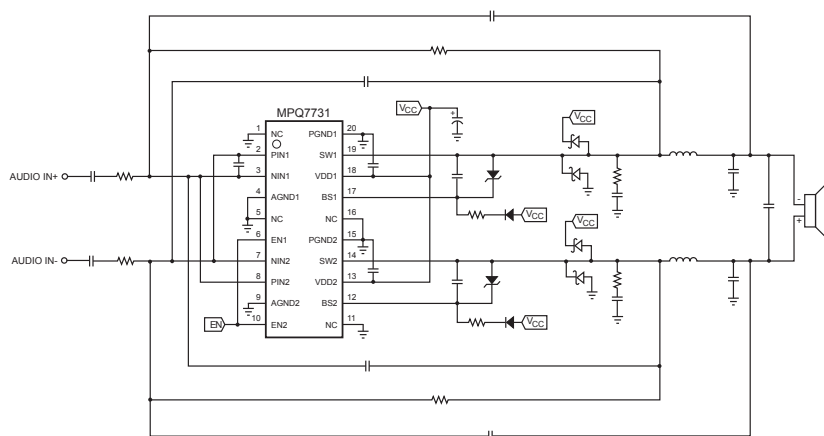 MPQ7731
VCC
VCC
1 NC PGND1 20
2 PIN1 SW1 19
AUDIO IN+
3 NIN1 VDD1 18
4 AGND1 BS1 17
5 NC NC 16
VCC
- 
+
6 EN1 PGND2 15
VCC
AUDIO IN-
7 NIN2 SW2 14
8 PIN2 VDD2 13
9 AGND2 BS2 12
EN
10 EN2 NC 11
VCC